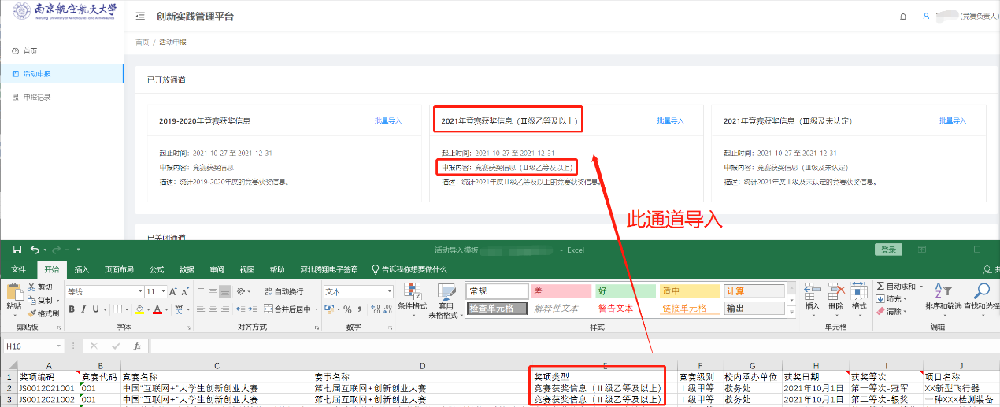 南京航空航天大学
Nanjing University of Aeronautics and Astronautics
创新实践管理平台
(竞赛负责人)
首页 / 活动申报
首页
活动申报
申报记录
已开放通道
2019-2020年竞赛获奖信息 批量导入
起止时间：2021-10-27 至 2021-12-31
申报内容：竞赛获奖信息
描述：统计2019-2020年度的竞赛获奖信息。
2021年竞赛获奖信息（Ⅱ级乙等及以上） 批量导入
起止时间：2021-10-27 至 2021-12-31
申报内容：竞赛获奖信息（Ⅱ级乙等及以上）
描述：统计2021年度Ⅱ级乙等及以上的竞赛获奖信息。
2021年竞赛获奖信息（Ⅲ级及未认定） 批量导入
起止时间：2021-10-27 至 2021-12-31
申报内容：竞赛获奖信息（Ⅲ级及未认定）
描述：统计2021年度Ⅲ级及未认定的竞赛获奖信息。
此通道导入
已关闭通道
活动导入模板 - Excel 登录
文件 开始 插入 页面布局 公式 数据 审阅 视图 帮助 河北腾翔电子签章 告诉我你想要做什么
粘贴 剪切 复制 格式刷 剪贴板
等线 11 A A B I U A wén 字体
ab 自动换行 合并后居中 对齐方式
文本 % , 数字
条件格式 套用表格格式
常规 差 好 适中 计算
检查单元格 解释性文本 警告文本 链接单元格 输出
样式
插入 删除 格式 单元格
自动求和 填充 清除 排序和筛选 查找和选择 编辑
H16 fx
A B C D E F G H I J
1 奖项编码 竞赛代码 竞赛名称 赛事名称 奖项类型 竞赛级别 校内承办单位 获奖日期 获奖等次 项目名称
2 JS0012021001 001 中国"互联网+"大学生创新创业大赛 第七届互联网+创新创业大赛 竞赛获奖信息（Ⅱ级乙等及以上） Ⅰ级甲等 教务处 2021年10月1日 第一等次-冠军 XX新型飞行器
3 JS0012021002 001 中国"互联网+"大学生创新创业大赛 第七届互联网+创新创业大赛 竞赛获奖信息（Ⅱ级乙等及以上） Ⅰ级甲等 教务处 2021年10月1日 第二等次-银奖 一种XXX检测装备